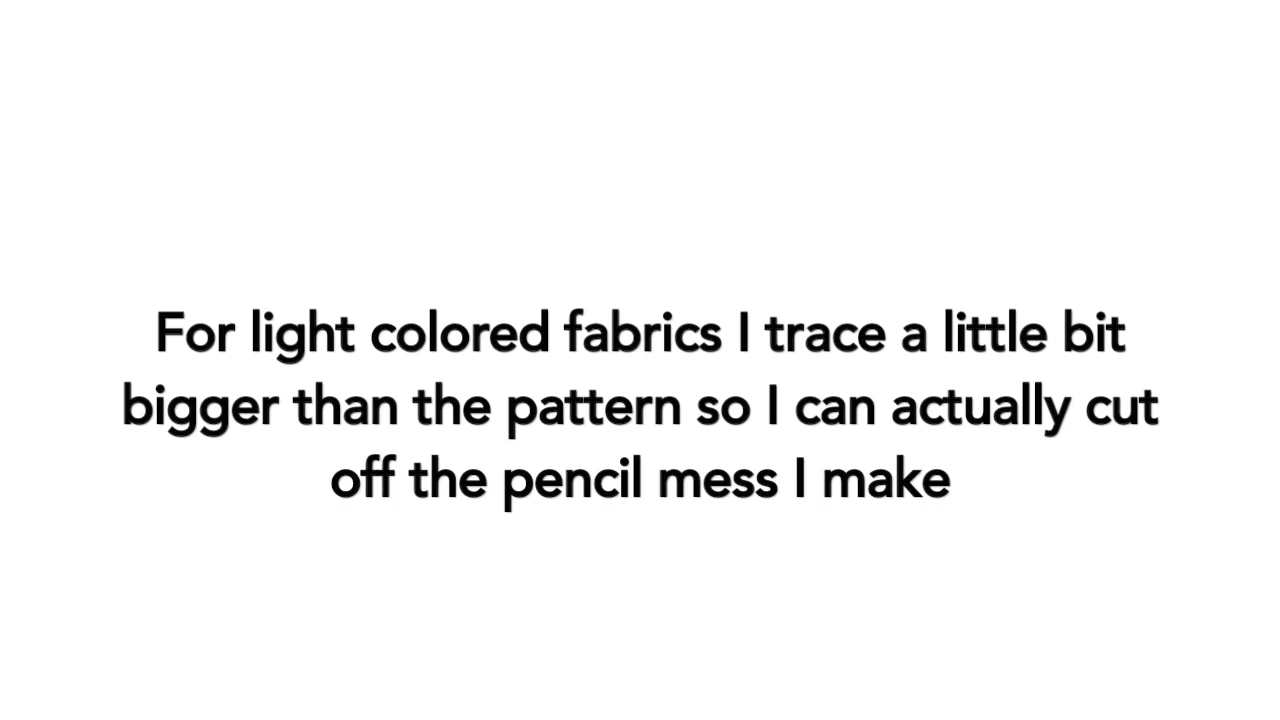 For light colored fabrics I trace a little bit
bigger than the pattern so I can actually cut
off the pencil mess I make